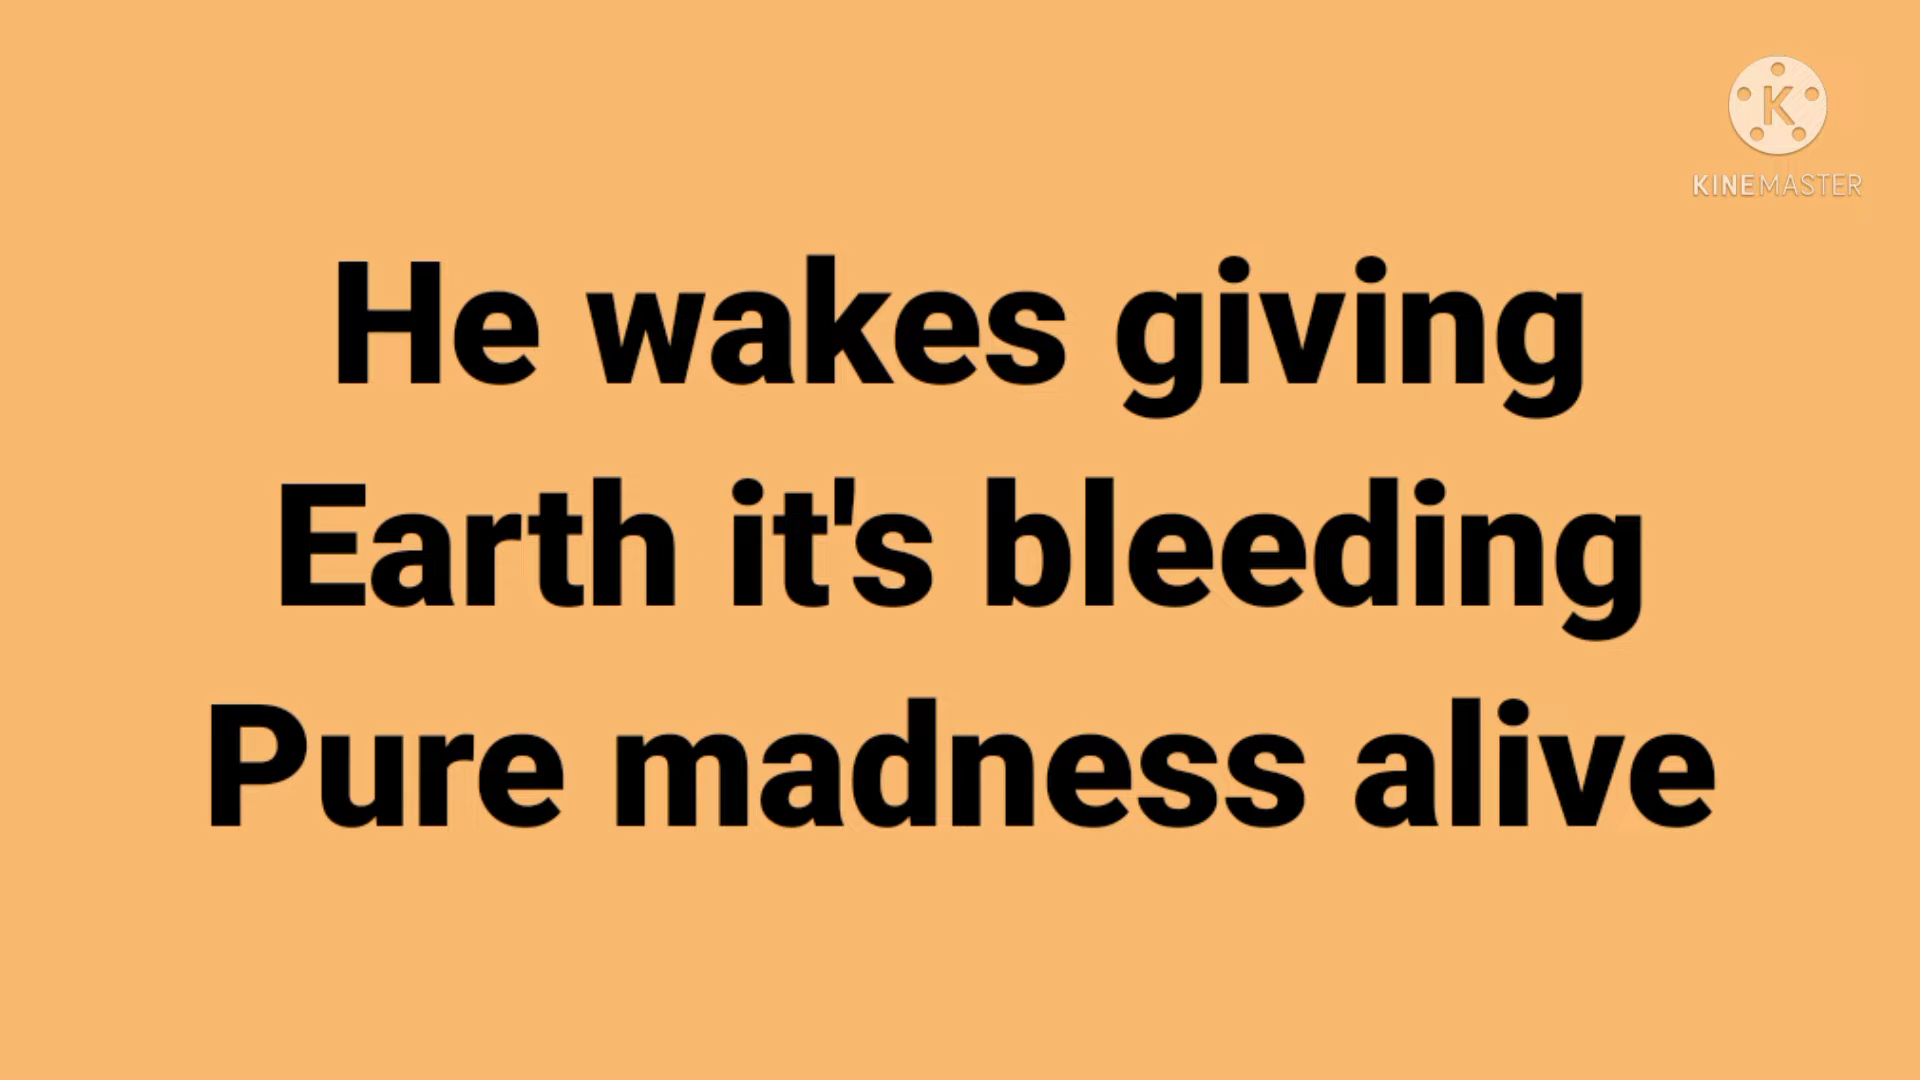 K
KINEMASTER
He wakes giving
Earth it's bleeding
Pure madness alive